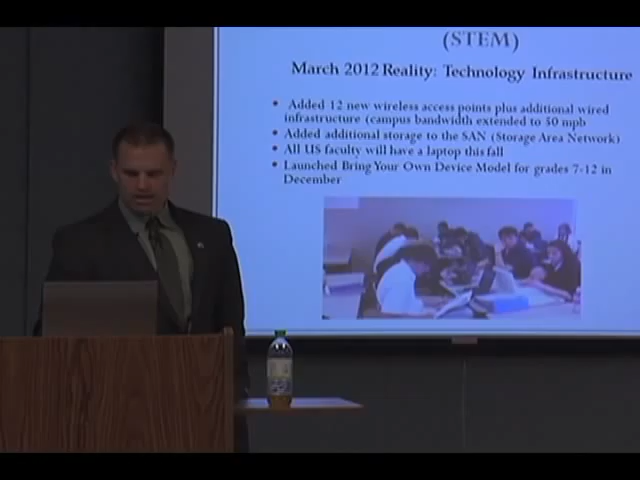 (STEM)
March 2012 Reality: Technology Infrastructure
• Added 12 new wireless access points plus additional wired
infrastructure (campus bandwidth extended to 50 mpb
• Added additional storage to the SAN (Storage Area Network)
• All US faculty will have a laptop this fall
• Launched Bring Your Own Device Model for grades 7-12 in
December